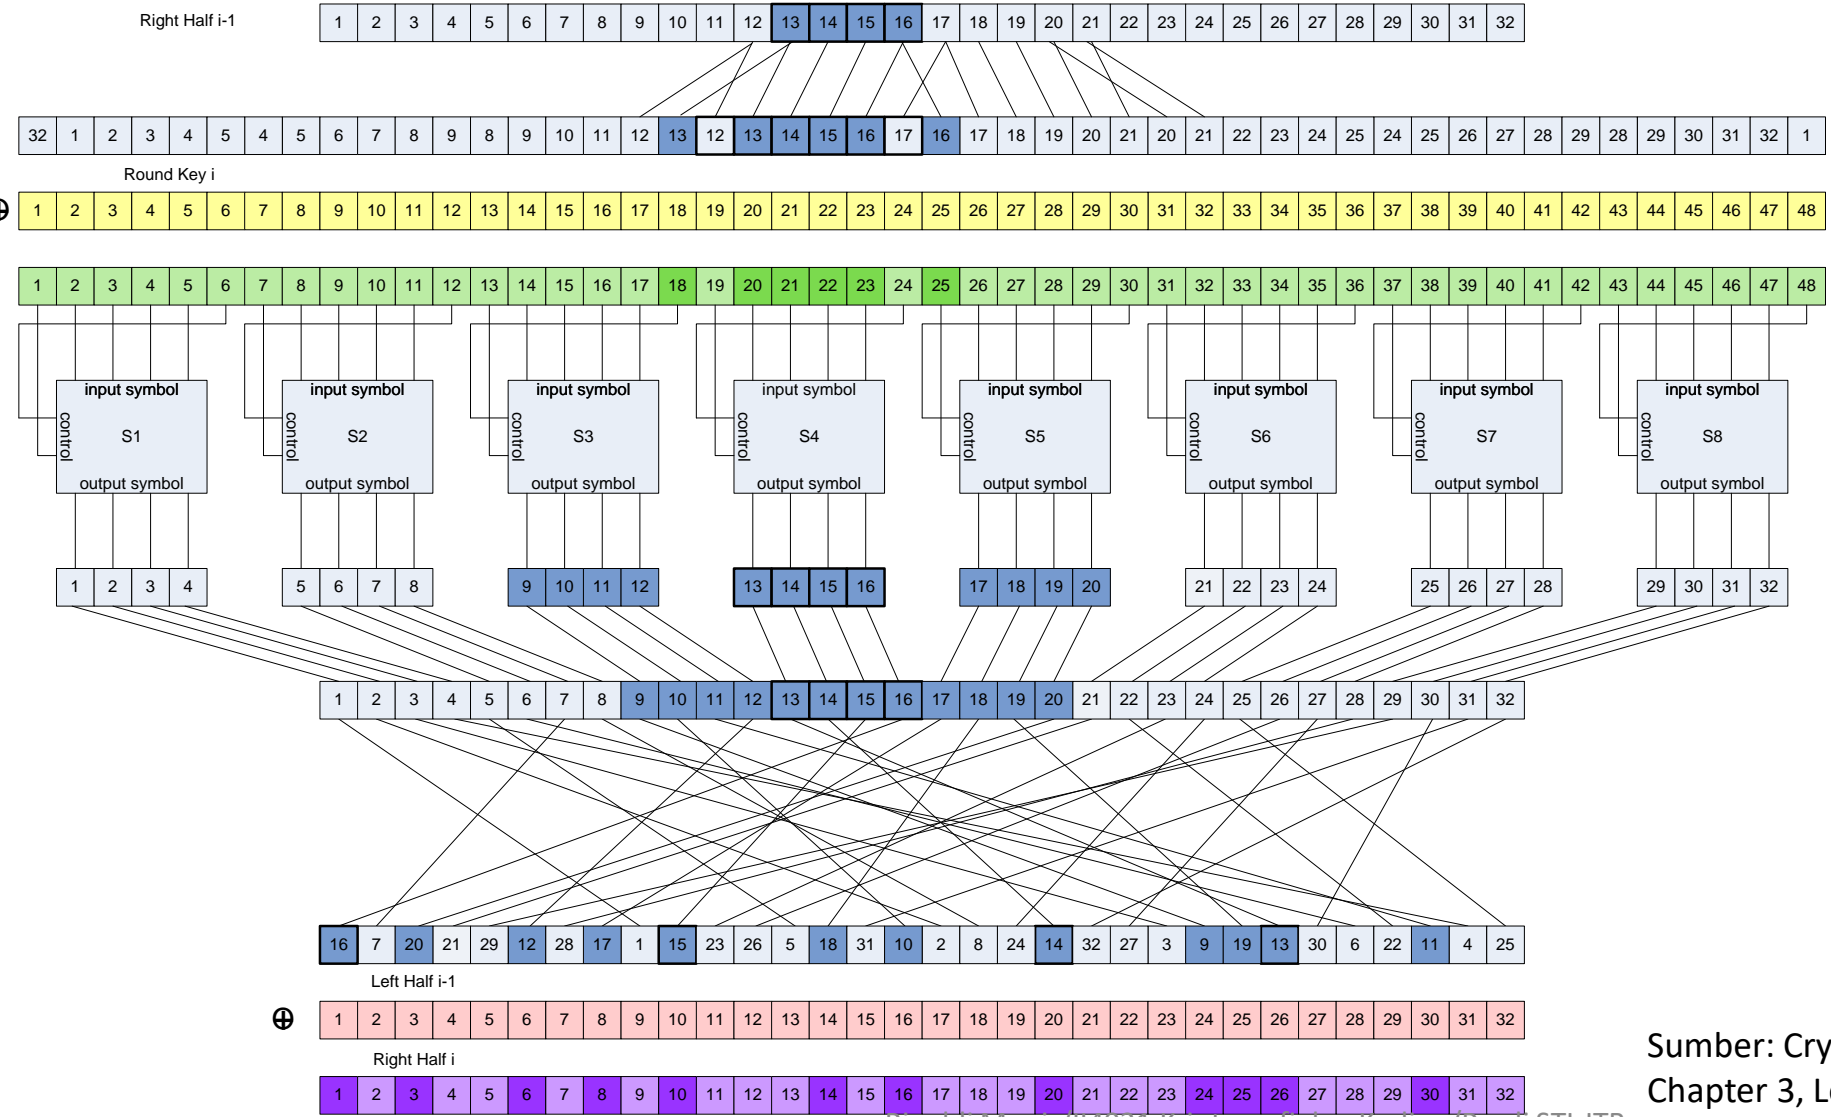 Right Half i-1 1 2 3 4 5 6 7 8 9 10 11 12 13 14 15 16 17 18 19 20 21 22 23 24 25 26 27 28 29 30 31 32
32 1 2 3 4 5 4 5 6 7 8 9 8 9 10 11 12 13 12 13 14 15 16 17 16 17 18 19 20 21 20 21 22 23 24 25 24 25 26 27 28 29 28 29 30 31 32 1
Round Key i
⊕ 1 2 3 4 5 6 7 8 9 10 11 12 13 14 15 16 17 18 19 20 21 22 23 24 25 26 27 28 29 30 31 32 33 34 35 36 37 38 39 40 41 42 43 44 45 46 47 48
1 2 3 4 5 6 7 8 9 10 11 12 13 14 15 16 17 18 19 20 21 22 23 24 25 26 27 28 29 30 31 32 33 34 35 36 37 38 39 40 41 42 43 44 45 46 47 48
input symbol input symbol input symbol input symbol input symbol input symbol input symbol input symbol
control control control control control control control control
S1 S2 S3 S4 S5 S6 S7 S8
output symbol output symbol output symbol output symbol output symbol output symbol output symbol output symbol
1 2 3 4 5 6 7 8 9 10 11 12 13 14 15 16 17 18 19 20 21 22 23 24 25 26 27 28 29 30 31 32
1 2 3 4 5 6 7 8 9 10 11 12 13 14 15 16 17 18 19 20 21 22 23 24 25 26 27 28 29 30 31 32
16 7 20 21 29 12 28 17 1 15 23 26 5 18 31 10 2 8 24 14 32 27 3 9 19 13 30 6 22 11 4 25
Left Half i-1
⊕ 1 2 3 4 5 6 7 8 9 10 11 12 13 14 15 16 17 18 19 20 21 22 23 24 25 26 27 28 29 30 31 32
Right Half i
1 2 3 4 5 6 7 8 9 10 11 12 13 14 15 16 17 18 19 20 21 22 23 24 25 26 27 28 29 30 31 32
Sumber: Cry
Chapter 3, L